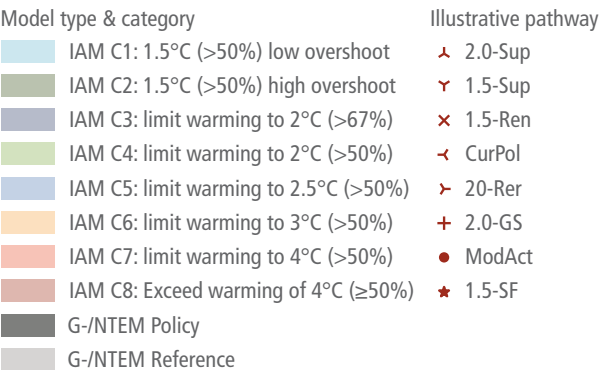 Model type & category
IAM C1: 1.5°C (>50%) low overshoot
IAM C2: 1.5°C (>50%) high overshoot
IAM C3: limit warming to 2°C (>67%)
IAM C4: limit warming to 2°C (>50%)
IAM C5: limit warming to 2.5°C (>50%)
IAM C6: limit warming to 3°C (>50%)
IAM C7: limit warming to 4°C (>50%)
IAM C8: Exceed warming of 4°C (≥50%)
G-/NTEM Policy
G-/NTEM Reference
Illustrative pathway
2.0-Sup
1.5-Sup
1.5-Ren
CurPol
20-Rer
2.0-GS
ModAct
1.5-SF